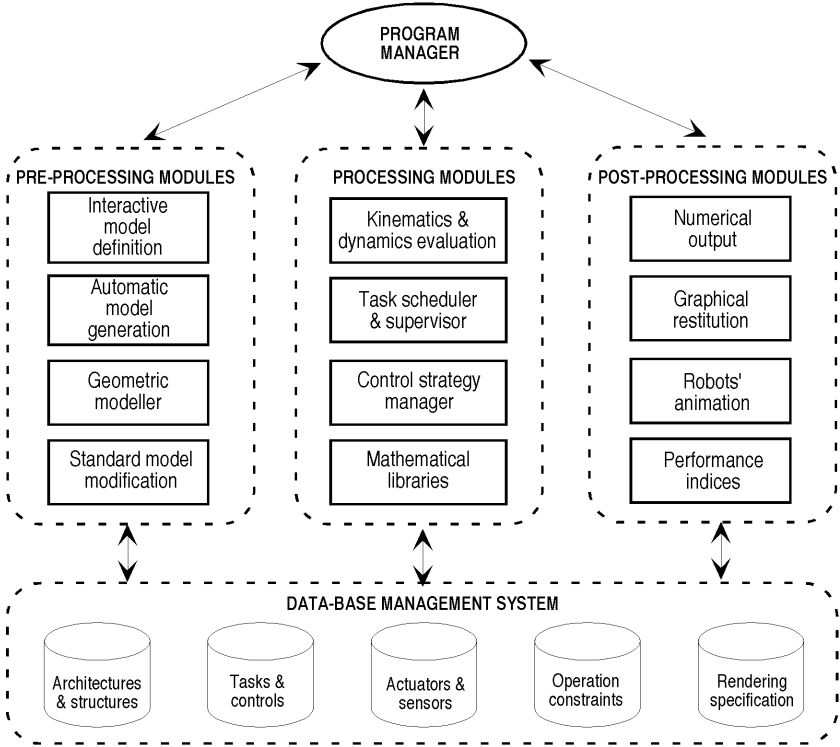 PROGRAM
MANAGER
PRE-PROCESSING MODULES
Interactive
model
definition
Automatic
model
generation
Geometric
modeller
Standard model
modification
PROCESSING MODULES
Kinematics &
dynamics evaluation
Task scheduler
& supervisor
Control strategy
manager
Mathematical
libraries
POST-PROCESSING MODULES
Numerical
output
Graphical
restitution
Robots'
animation
Performance
indices
DATA-BASE MANAGEMENT SYSTEM
Architectures
& structures
Tasks &
controls
Actuators &
sensors
Operation
constraints
Rendering
specification